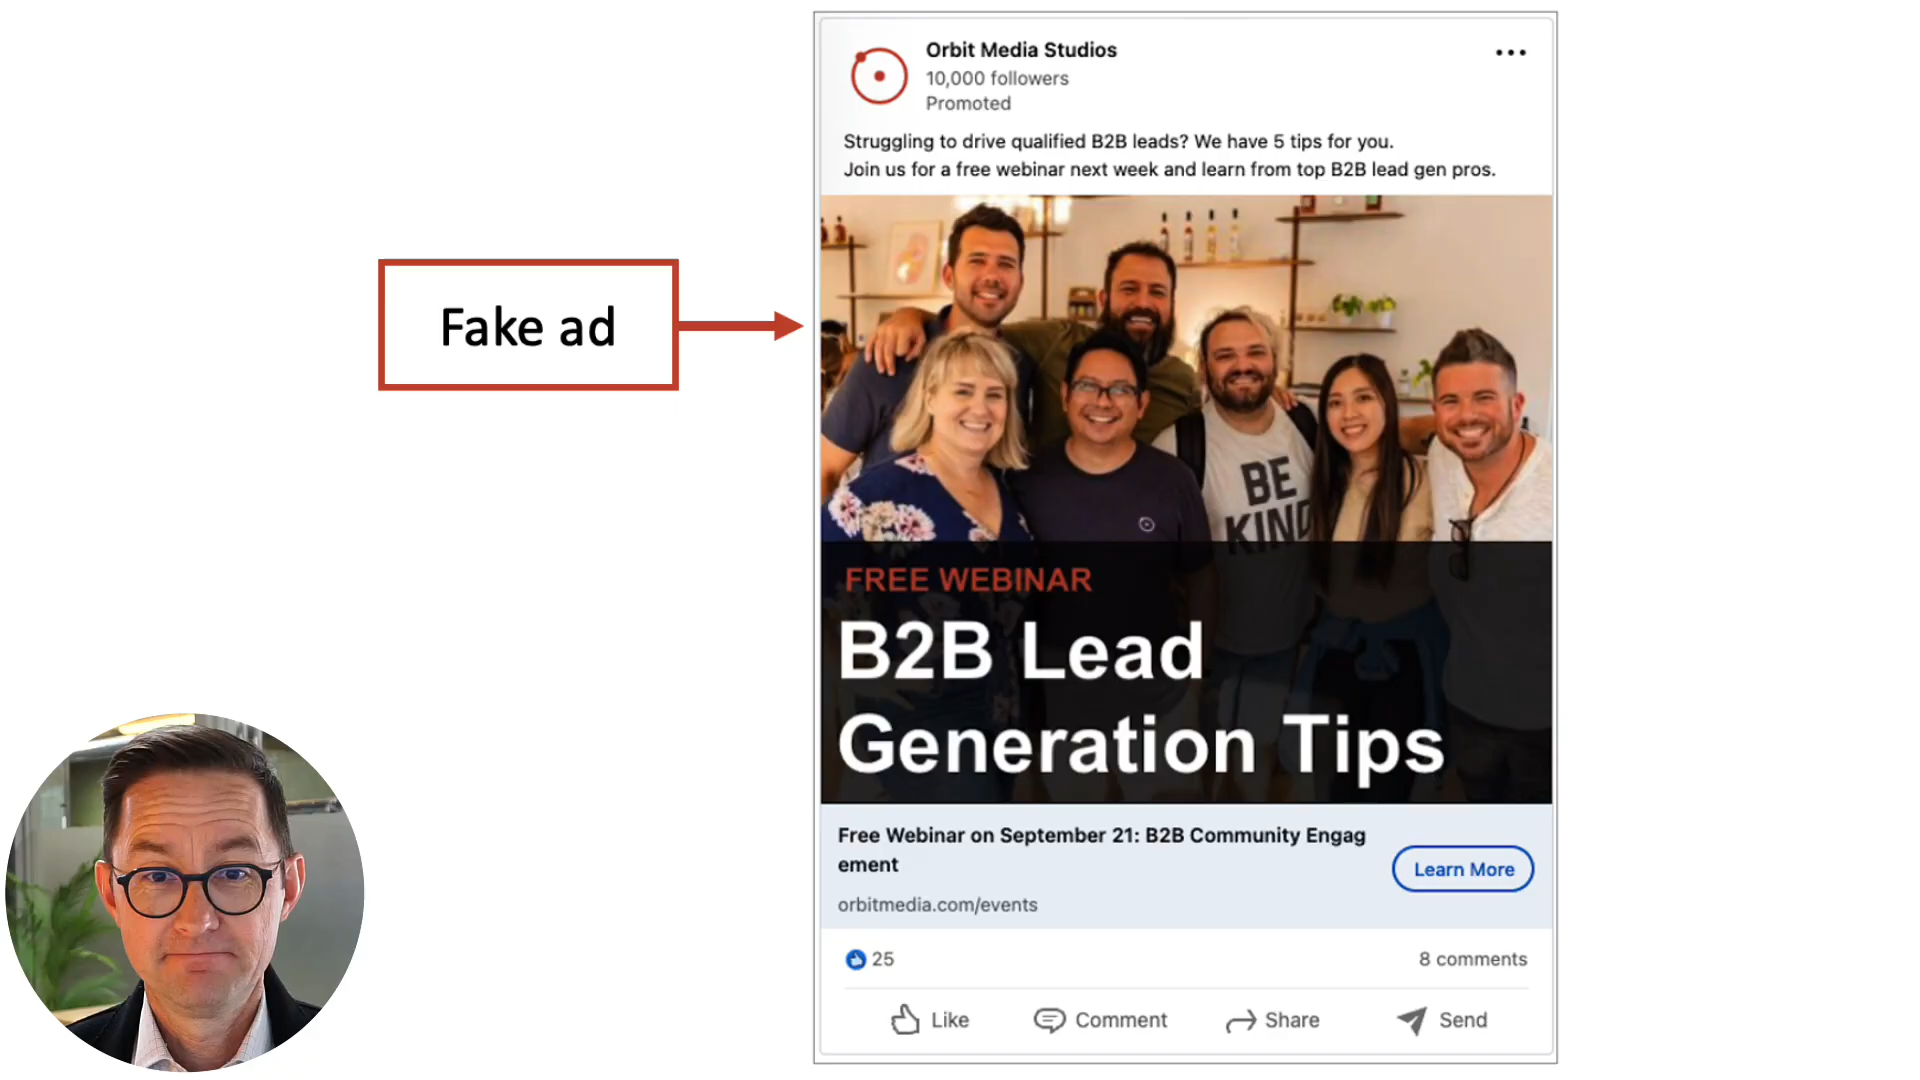 Fake ad
Orbit Media Studios
10,000 followers
Promoted
Struggling to drive qualified B2B leads? We have 5 tips for you.
Join us for a free webinar next week and learn from top B2B lead gen pros.
BE
KIND
FREE WEBINAR
B2B Lead
Generation Tips
Free Webinar on September 21: B2B Community Engag
ement
Learn More
orbitmedia.com/events
25
8 comments
Like
Comment
Share
Send